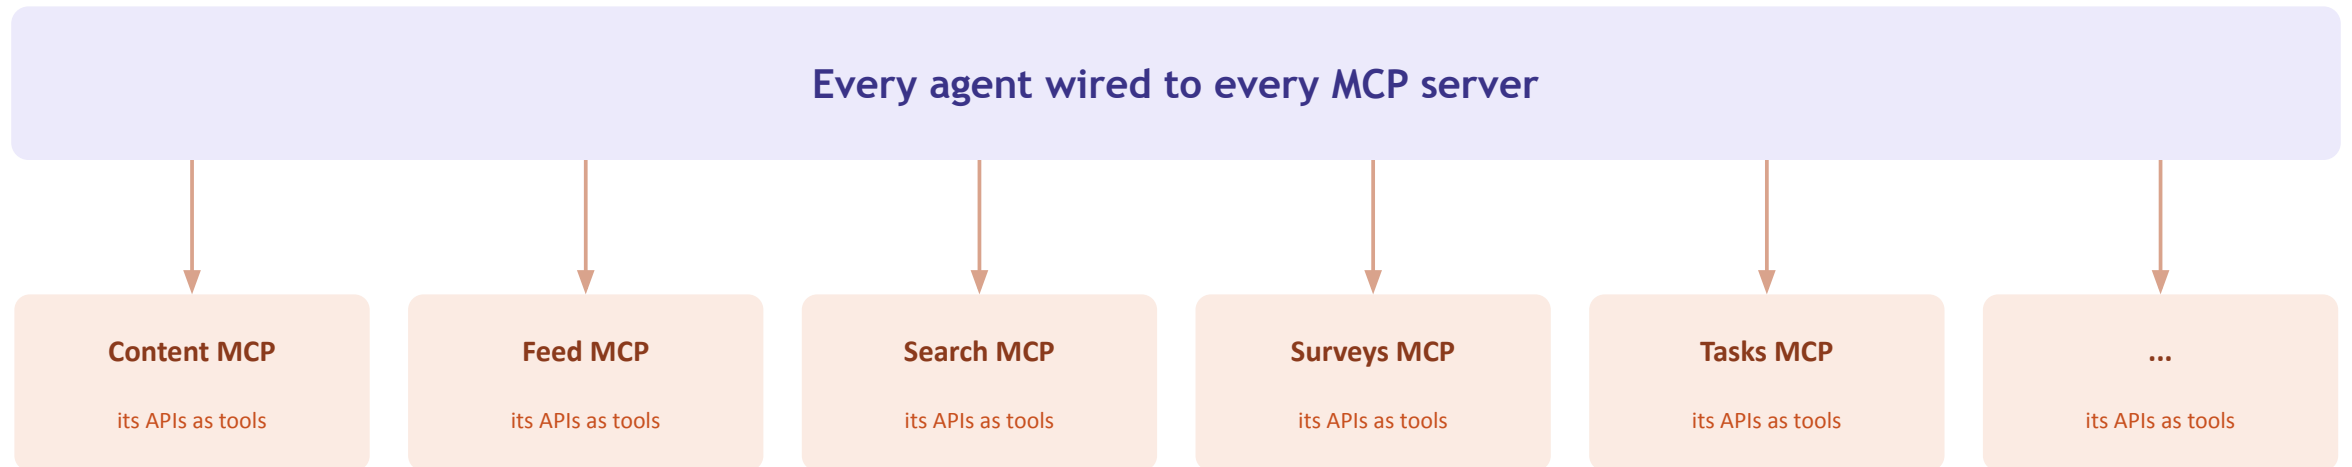 Every agent wired to every MCP server
Content MCP
its APIs as tools
Feed MCP
its APIs as tools
Search MCP
its APIs as tools
Surveys MCP
its APIs as tools
Tasks MCP
its APIs as tools
...
its APIs as tools